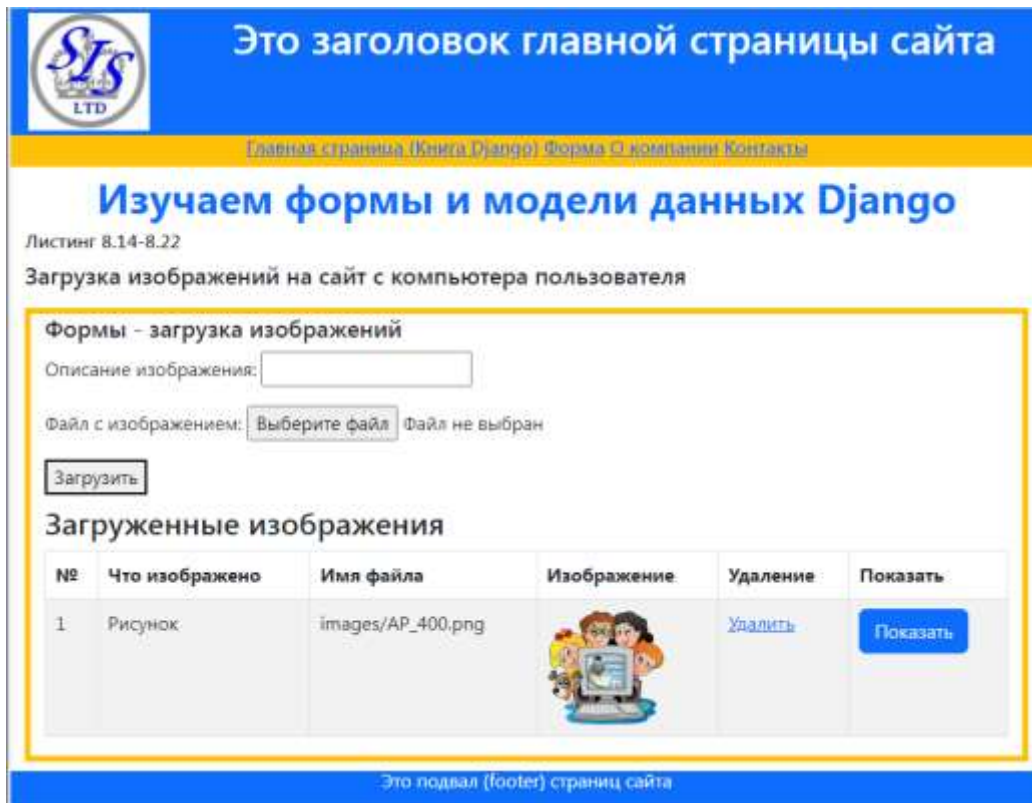 SIS
LTD
Это заголовок главной страницы сайта
Главная страница (Книга Django) Форма О компании Контакты
Изучаем формы и модели данных Django
Листинг 8.14-8.22
Загрузка изображений на сайт с компьютера пользователя
Формы - загрузка изображений
Описание изображения:
Файл с изображением: Выберите файл Файл не выбран
Загрузить
Загруженные изображения
№ Что изображено Имя файла Изображение Удаление Показать
1 Рисунок images/AP_400.png Удалить Показать
Это подвал (footer) страниц сайта